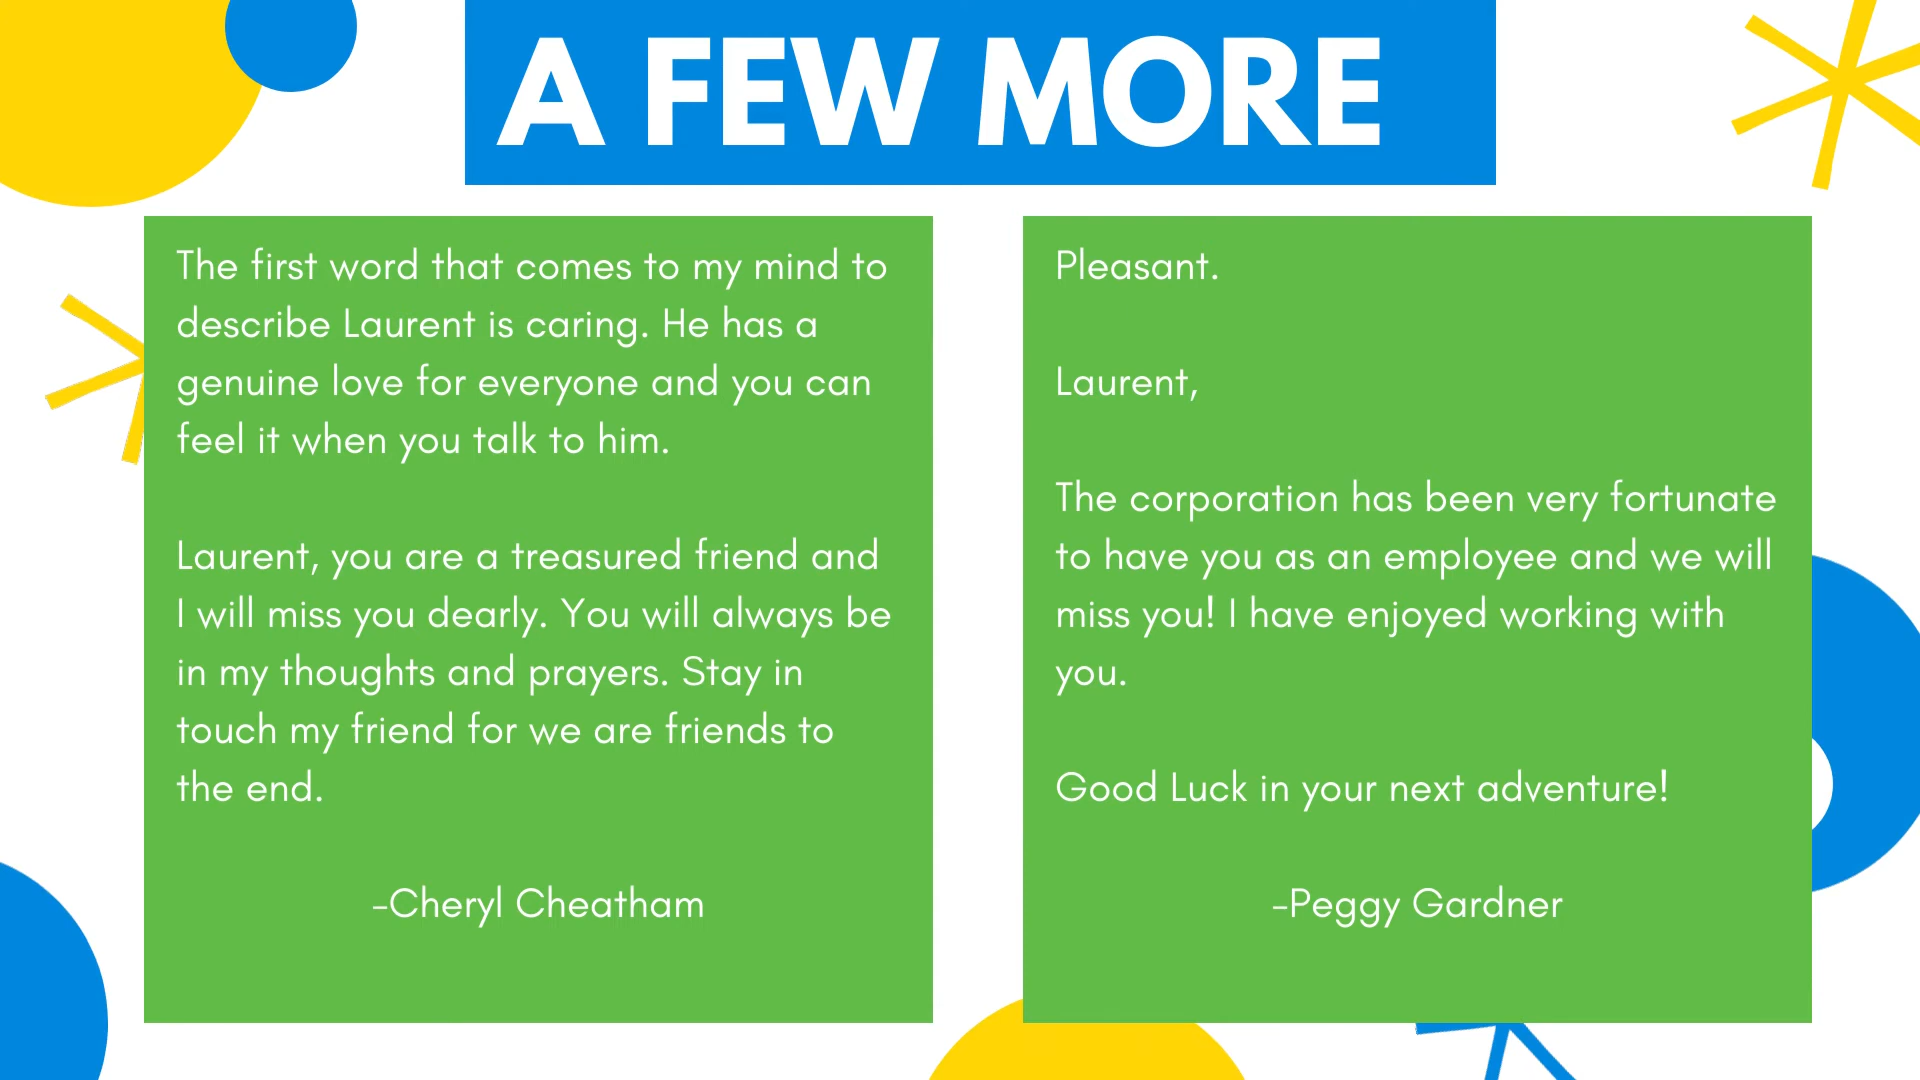 A FEW MORE
The first word that comes to my mind to
describe Laurent is caring. He has a
genuine love for everyone and you can
feel it when you talk to him.
Laurent, you are a treasured friend and
I will miss you dearly. You will always be
in my thoughts and prayers. Stay in
touch my friend for we are friends to
the end.
-Cheryl Cheatham
Pleasant.
Laurent,
The corporation has been very fortunate
to have you as an employee and we will
miss you! I have enjoyed working with
you.
Good Luck in your next adventure!
-Peggy Gardner